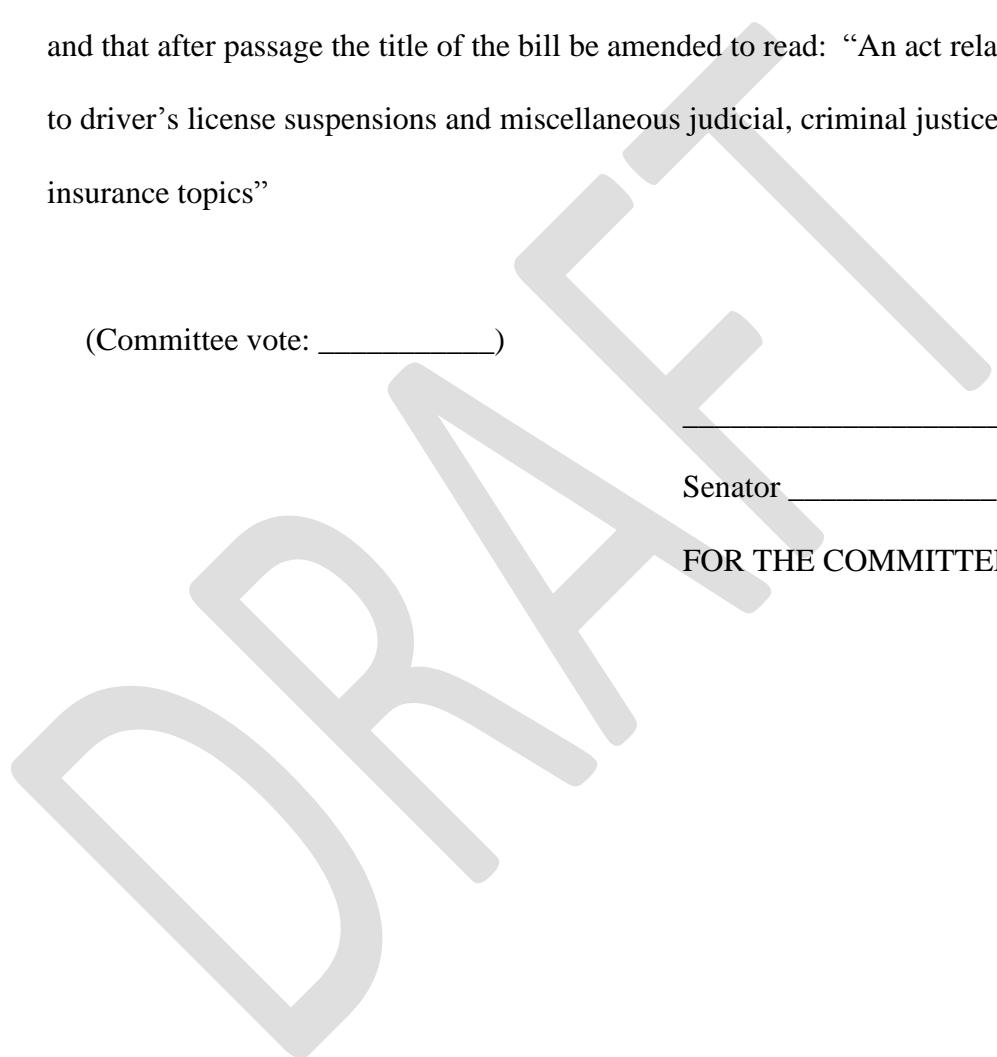 and that after passage the title of the bill be amended to read:  “An act rela
to driver’s license suspensions and miscellaneous judicial, criminal justice
insurance topics”
(Committee vote: ___________)
____________________
Senator _____________
FOR THE COMMITTE
DRAFT